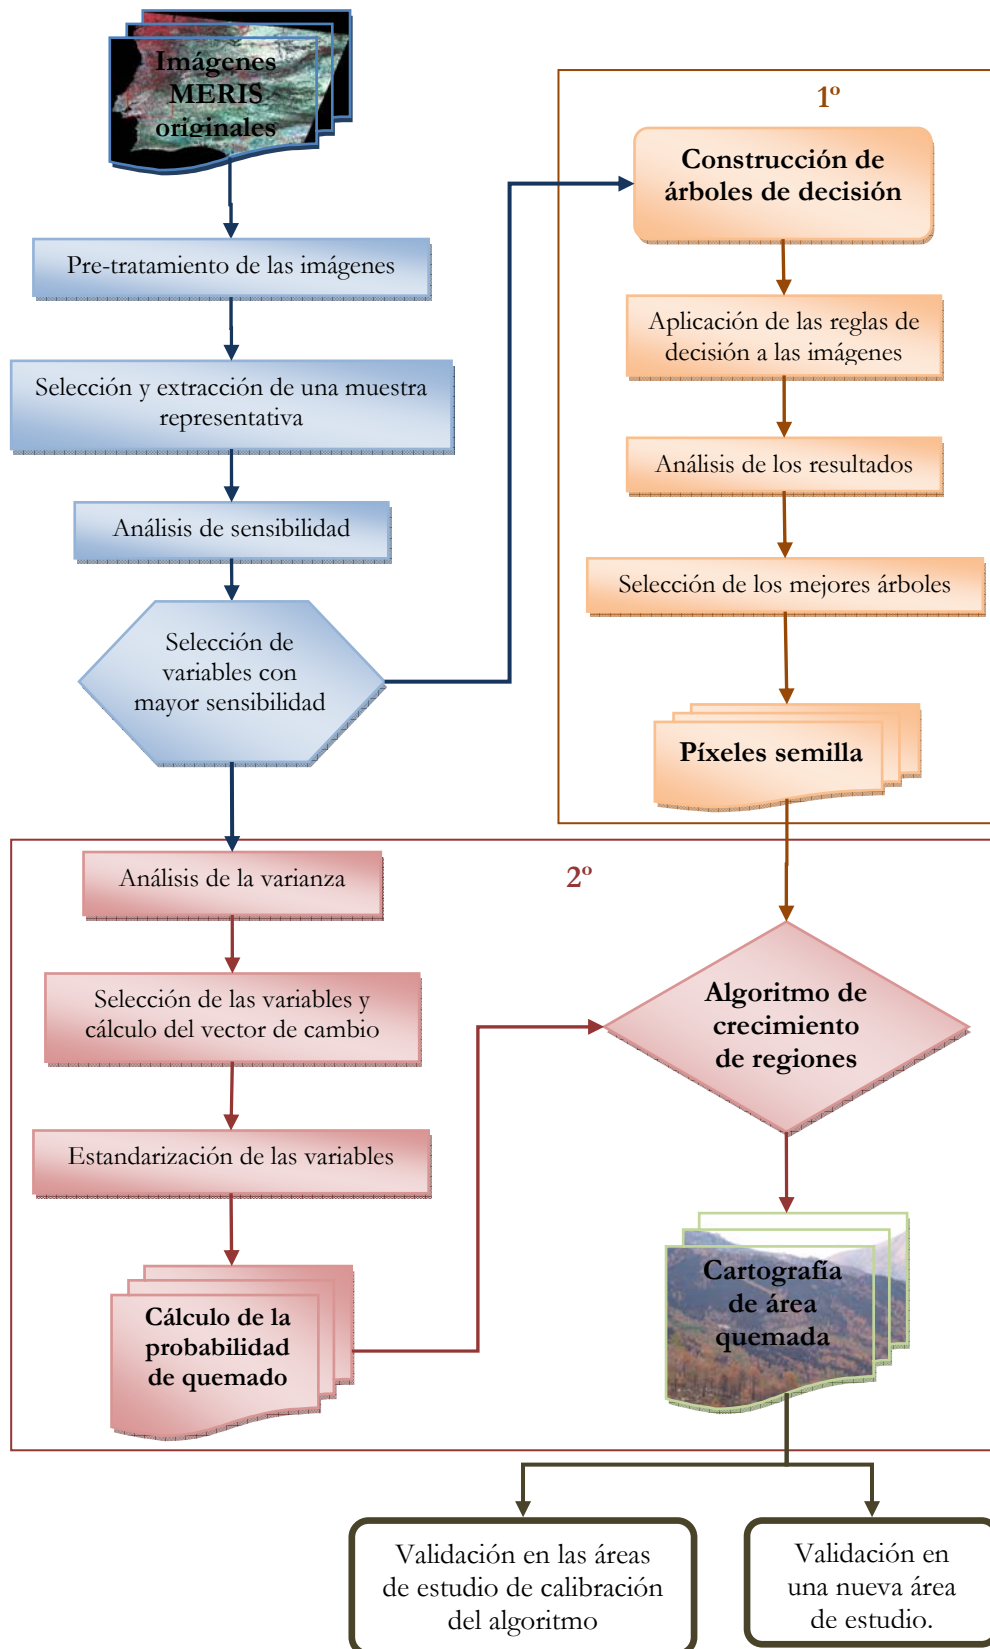 Imágenes
MERIS
originales
Pre-tratamiento de las imágenes
Selección y extracción de una muestra
representativa
Análisis de sensibilidad
Selección de
variables con
mayor sensibilidad
1º
Construcción de
árboles de decisión
Aplicación de las reglas de
decisión a las imágenes
Análisis de los resultados
Selección de los mejores árboles
Píxeles semilla
2º
Análisis de la varianza
Selección de las variables y
cálculo del vector de cambio
Estandarización de las variables
Cálculo de la
probabilidad
de quemado
Algoritmo de
crecimiento
de regiones
Cartografía
de área
quemada
Validación en las áreas
de estudio de calibración
del algoritmo
Validación en
una nueva área
de estudio.